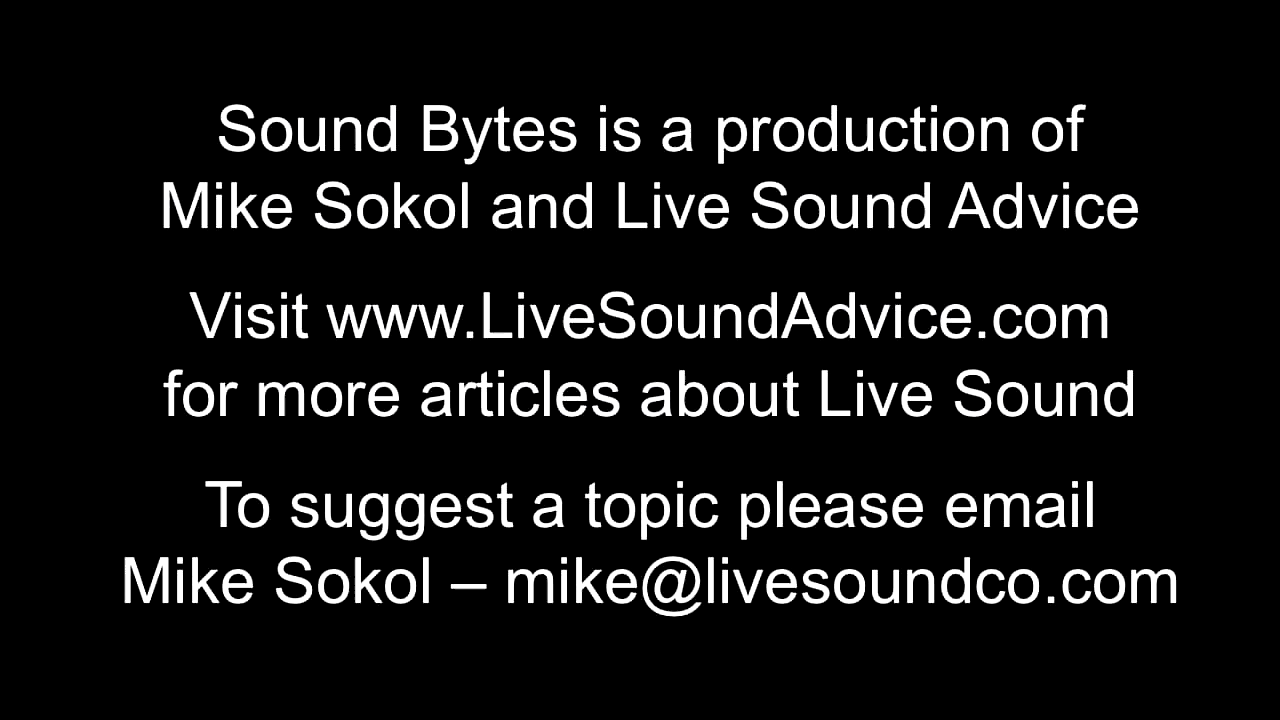 Sound Bytes is a production of
Mike Sokol and Live Sound Advice
Visit www.LiveSoundAdvice.com
for more articles about Live Sound
To suggest a topic please email
Mike Sokol – mike@livesoundco.com